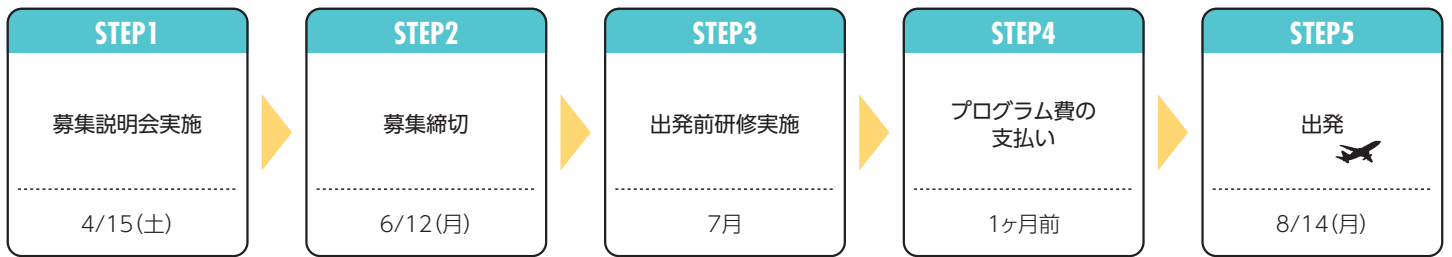 STEP1
募集説明会実施
4/15(土)
STEP2
募集締切
6/12(月)
STEP3
出発前研修実施
7月
STEP4
プログラム費の
支払い
1ヶ月前
STEP5
出発
8/14(月)